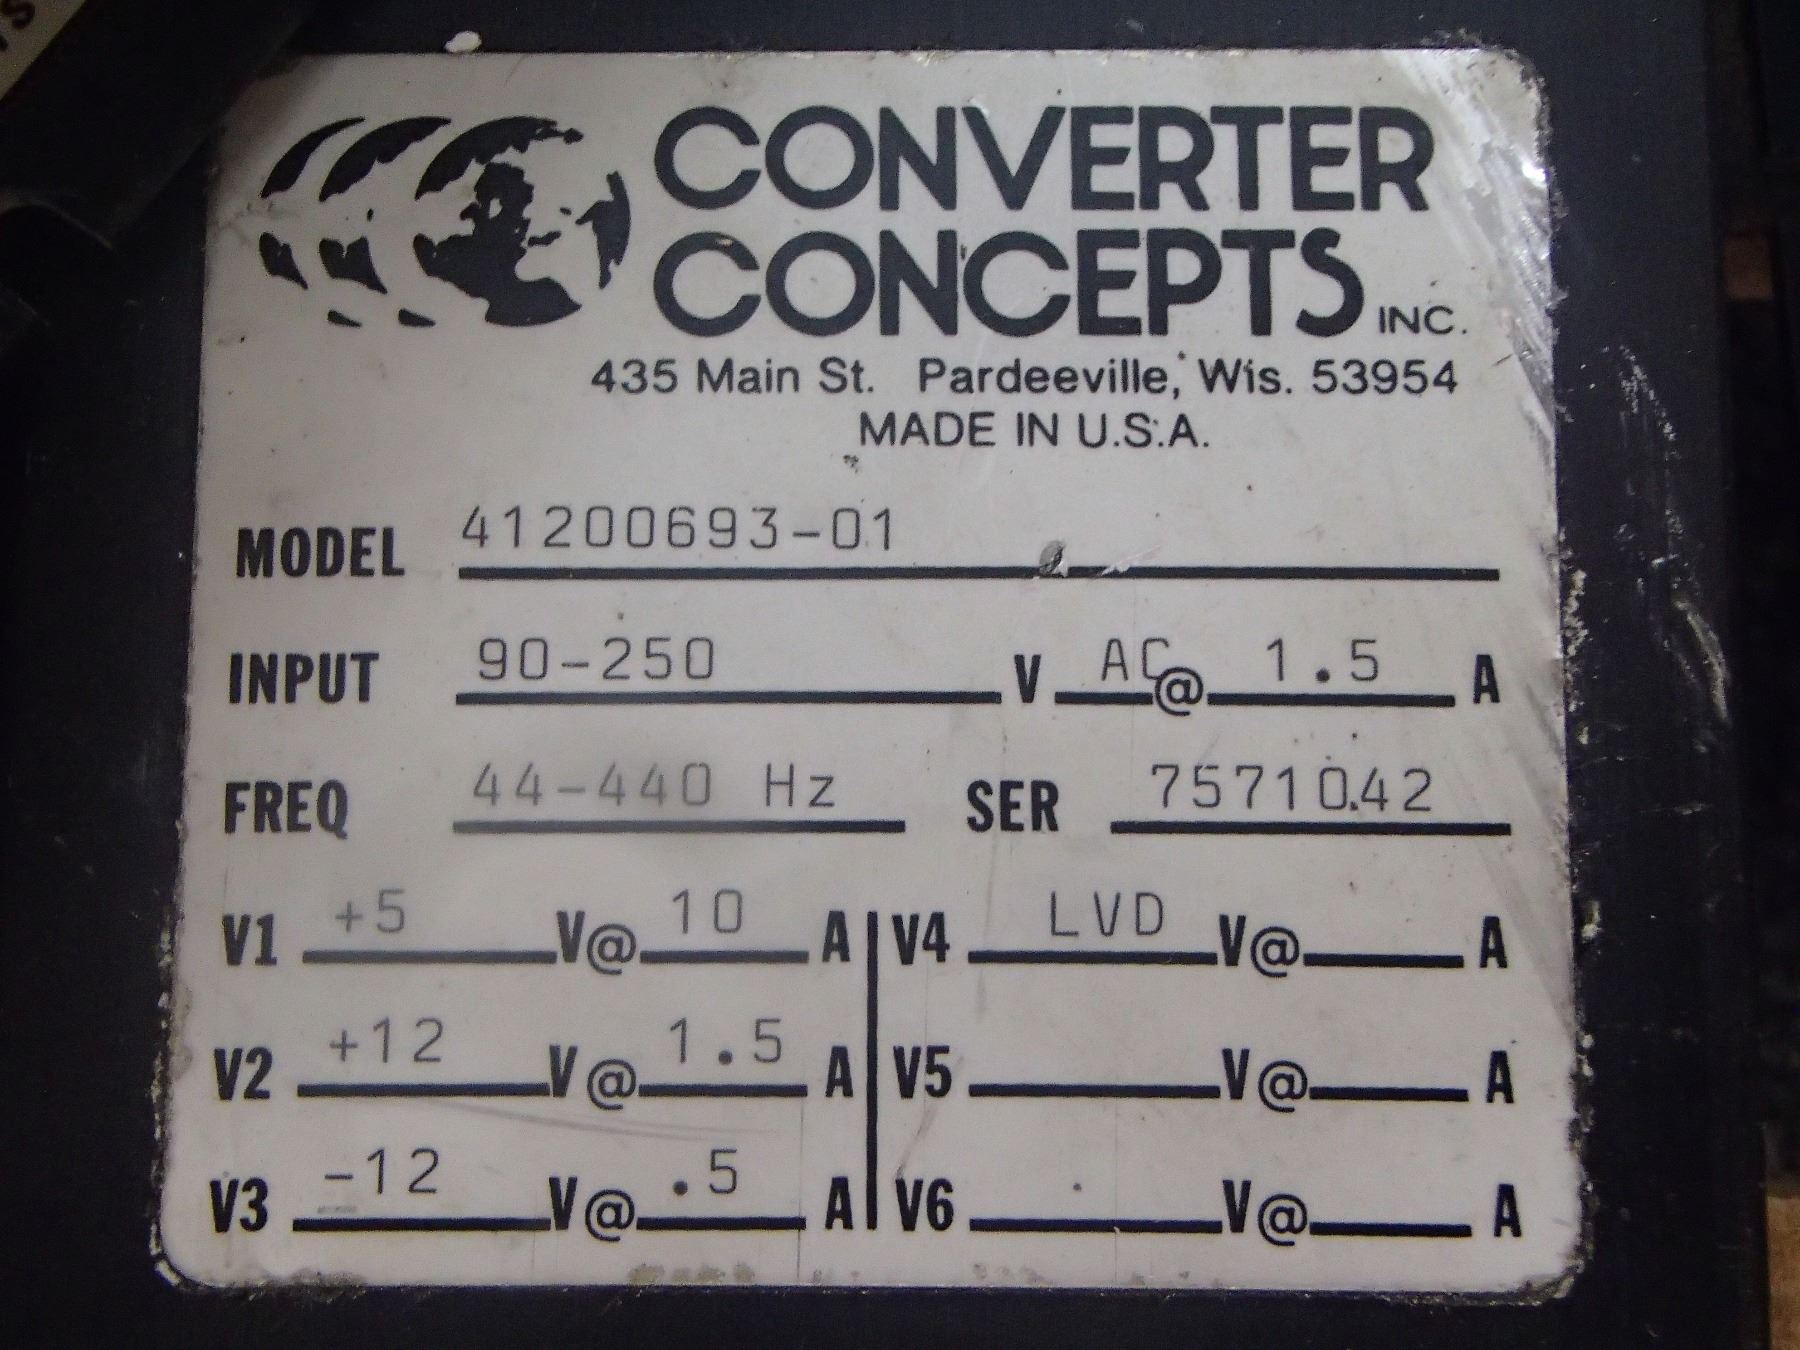 CONVERTER
CONCEPTS INC.
435 Main St. Pardeeville, Wis. 53954
MADE IN U.S.A.
MODEL 41200693-01
INPUT 90-250 V AC @ 1.5 A
FREQ 44-440 Hz SER 7571042
V1 +5 V@ 10 A V4 LVD V@ A
V2 +12 V@ 1.5 A V5 V@ A
V3 -12 V@ .5 A V6 V@ A